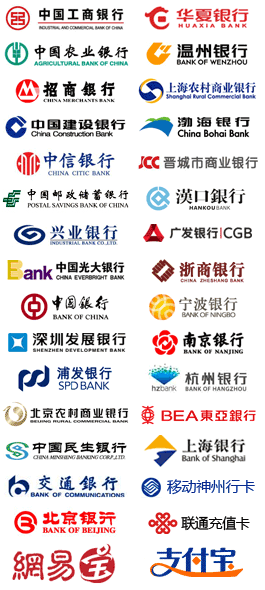 中国工商银行
INDUSTRIAL AND COMMERCIAL BANK OF CHINA
华夏银行
HUAXIA BANK
中国农业银行
AGRICULTURAL BANK OF CHINA
温州银行
BANK OF WENZHOU
招商银行
CHINA MERCHANTS BANK
上海农村商业银行
Shanghai Rural Commercial Bank
中国建设银行
China Construction Bank
渤海银行
China Bohai Bank
中信银行
CHINA CITIC BANK
JCC 晋城市商业银行
中国邮政储蓄银行
POSTAL SAVINGS BANK OF CHINA
汉口銀行
HANKOUBANK
兴业银行
INDUSTRIAL BANK CO.,LTD.
广发银行|CGB
Bank 中国光大银行
CHINA EVERBRIGHT BANK
浙商银行
CHINA ZHESHANG BANK
中国银行
BANK OF CHINA
宁波银行
BANK OF NINGBO
深圳发展银行
SHENZHEN DEVELOPMENT BANK
南京银行
BANK OF NANJING
浦发银行
SPD BANK
hzbank
杭州银行
BANK OF HANGZHOU
北京农村商业银行
BEIJING RURAL COMMERCIAL BANK
BEA東亞銀行
中国民生银行
CHINA MINSHENG BANKING CORP.,LTD.
上海银行
Bank of Shanghai
交通银行
BANK OF COMMUNICATIONS
移动神州行卡
北京银行
BANK OF BEIJING
联通充值卡
網易宝
支付宝